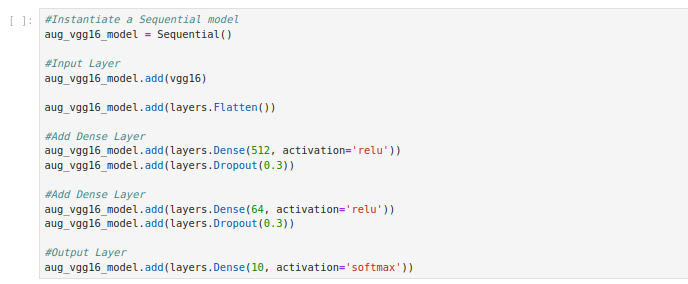 [ ]: #Instantiate a Sequential model
aug_vgg16_model = Sequential()
#Input Layer
aug_vgg16_model.add(vgg16)
aug_vgg16_model.add(layers.Flatten())
#Add Dense Layer
aug_vgg16_model.add(layers.Dense(512, activation='relu'))
aug_vgg16_model.add(layers.Dropout(0.3))
#Add Dense Layer
aug_vgg16_model.add(layers.Dense(64, activation='relu'))
aug_vgg16_model.add(layers.Dropout(0.3))
#Output Layer
aug_vgg16_model.add(layers.Dense(10, activation='softmax'))